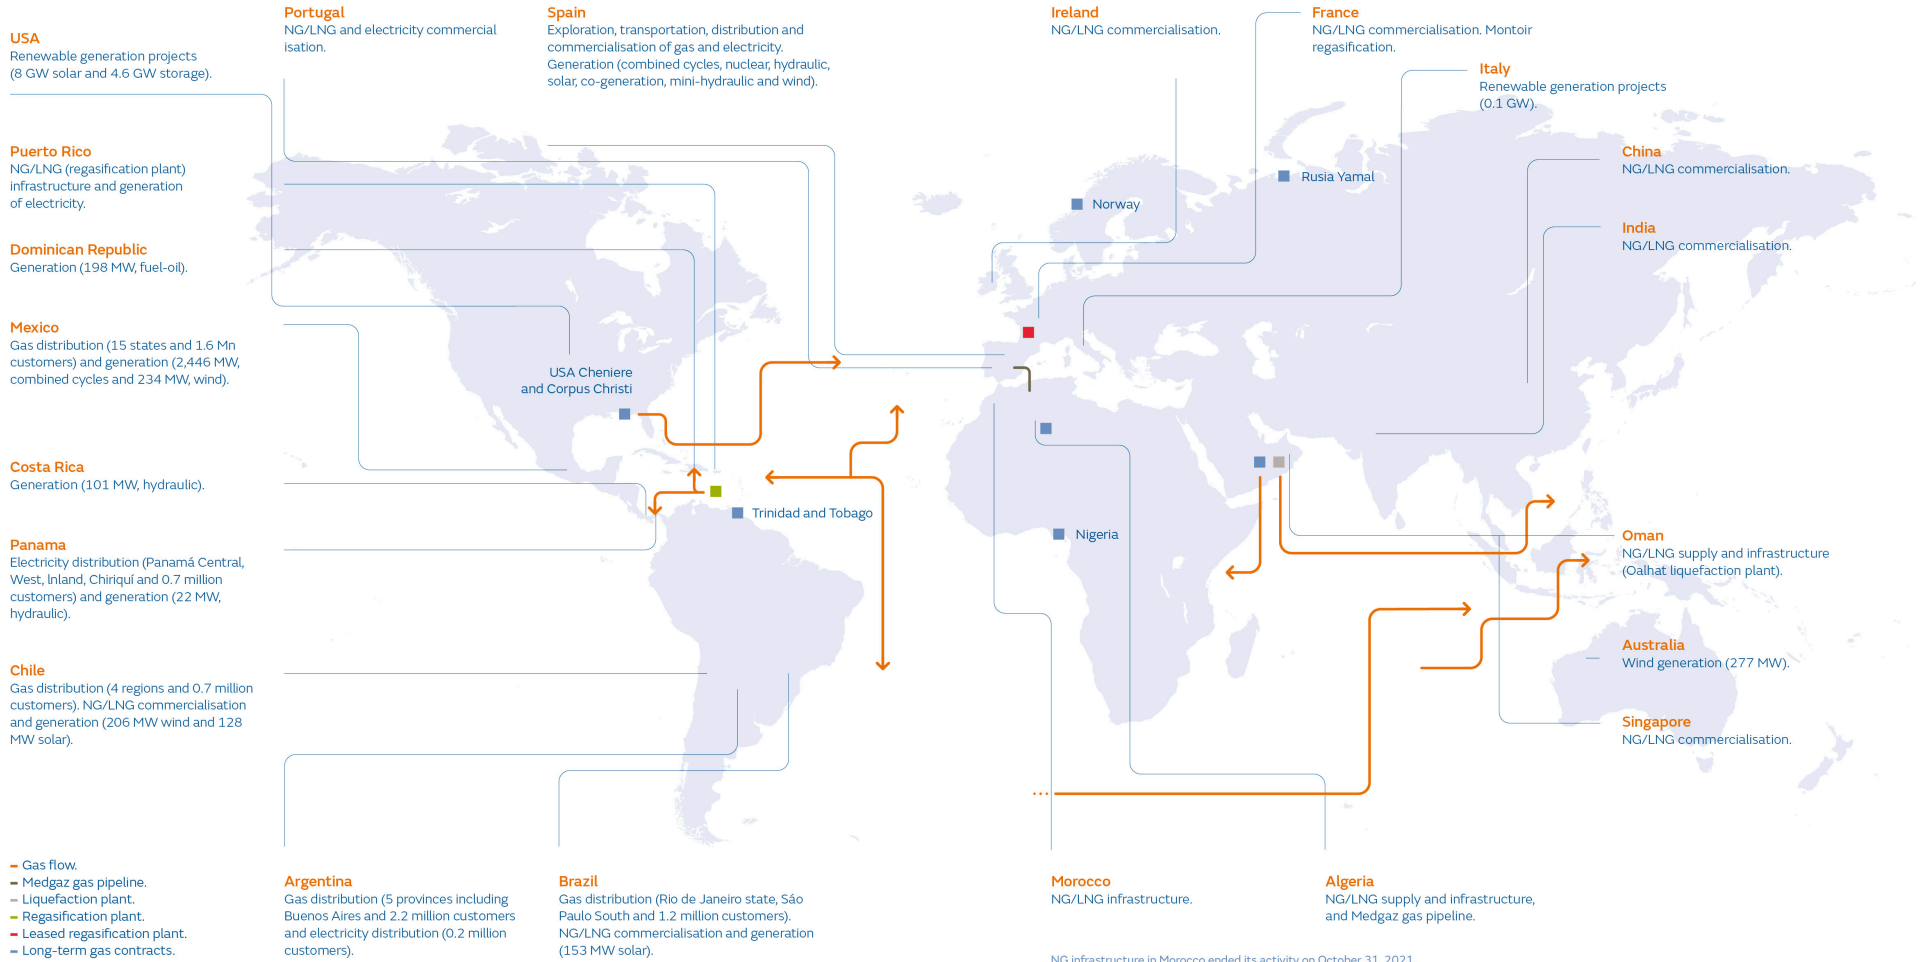 USA
Renewable generation projects
(8 GW solar and 4.6 GW storage).
Portugal
NG/LNG and electricity commercial
isation.
Spain
Exploration, transportation, distribution and
commercialisation of gas and electricity.
Generation (combined cycles, nuclear, hydraulic,
solar, co-generation, mini-hydraulic and wind).
Ireland
NG/LNG commercialisation.
France
NG/LNG commercialisation. Montoir
regasification.
Italy
Renewable generation projects
(0.1 GW).
Puerto Rico
NG/LNG (regasification plant)
infrastructure and generation
of electricity.
Dominican Republic
Generation (198 MW, fuel-oil).
Mexico
Gas distribution (15 states and 1.6 Mn
customers) and generation (2,446 MW,
combined cycles and 234 MW, wind).
Costa Rica
Generation (101 MW, hydraulic).
Panama
Electricity distribution (Panamá Central,
West, lnland, Chiriquí and 0.7 million
customers) and generation (22 MW,
hydraulic).
Chile
Gas distribution (4 regions and 0.7 million
customers). NG/LNG commercialisation
and generation (206 MW wind and 128
MW solar).
USA Cheniere
and Corpus Christi
Trinidad and Tobago
Norway
Rusia Yamal
Nigeria
China
NG/LNG commercialisation.
India
NG/LNG commercialisation.
Oman
NG/LNG supply and infrastructure
(Oalhat liquefaction plant).
Australia
Wind generation (277 MW).
Singapore
NG/LNG commercialisation.
Gas flow.
Medgaz gas pipeline.
Liquefaction plant.
Regasification plant.
Leased regasification plant.
Long-term gas contracts.
Argentina
Gas distribution (5 provinces including
Buenos Aires and 2.2 million customers
and electricity distribution (0.2 million
customers).
Brazil
Gas distribution (Rio de Janeiro state, Sáo
Paulo South and 1.2 million customers).
NG/LNG commercialisation and generation
(153 MW solar).
Morocco
NG/LNG infrastructure.
Algeria
NG/LNG supply and infrastructure,
and Medgaz gas pipeline.
NG infrastructure in Morocco ended its activity on October 31, 2021